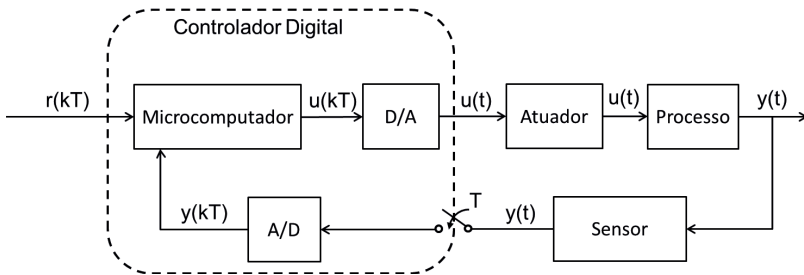 Controlador Digital
r(kT)
Microcomputador
u(kT)
D/A
u(t)
Atuador
u(t)
Processo
y(t)
y(kT)
A/D
T
y(t)
Sensor